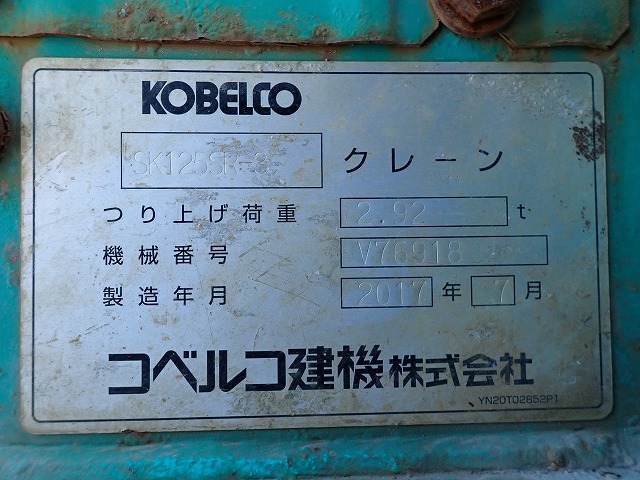 KOBELCO
SK125SR-3 クレーン
つり上げ荷重 2.92 t
機械番号 V76918
製造年月 2017 年 7 月
コベルコ建機株式会社
YN20T02852P1